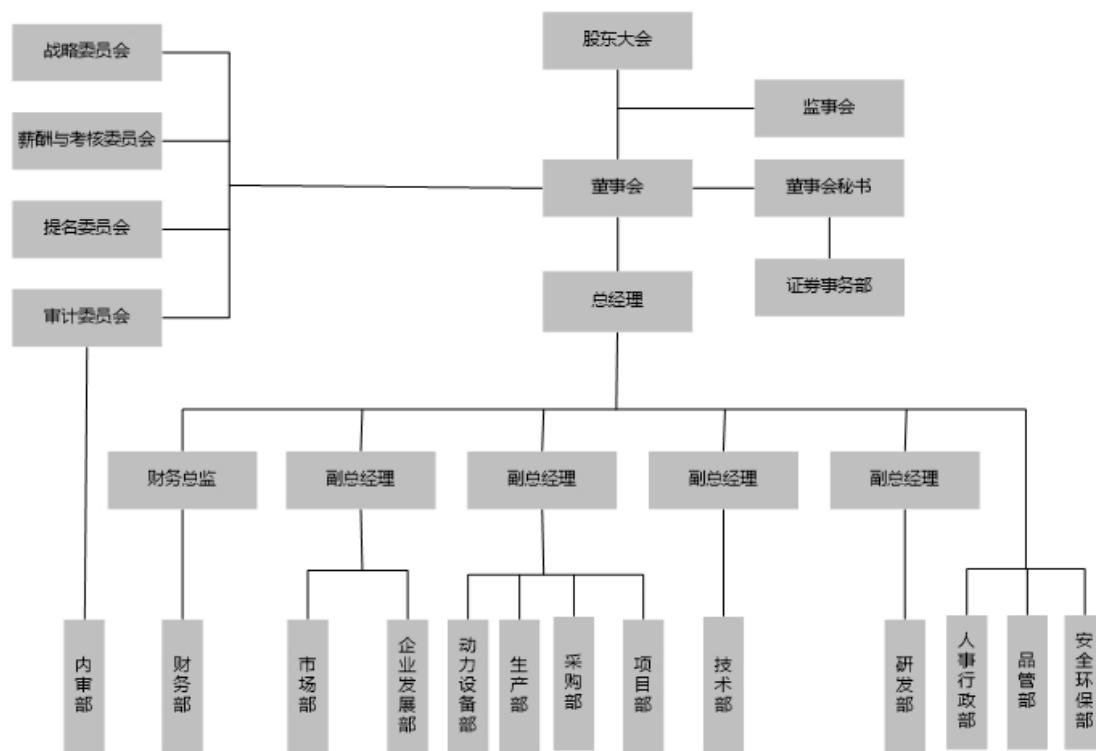 股东大会
战略委员会
监事会
薪酬与考核委员会
董事会
董事会秘书
提名委员会
总经理
证券事务部
审计委员会
财务总监
副总经理
副总经理
副总经理
副总经理
内审部
财务部
市场部
企业发展部
动力设备部
生产部
采购部
项目部
技术部
研发部
人事行政部
品管部
安全环保部